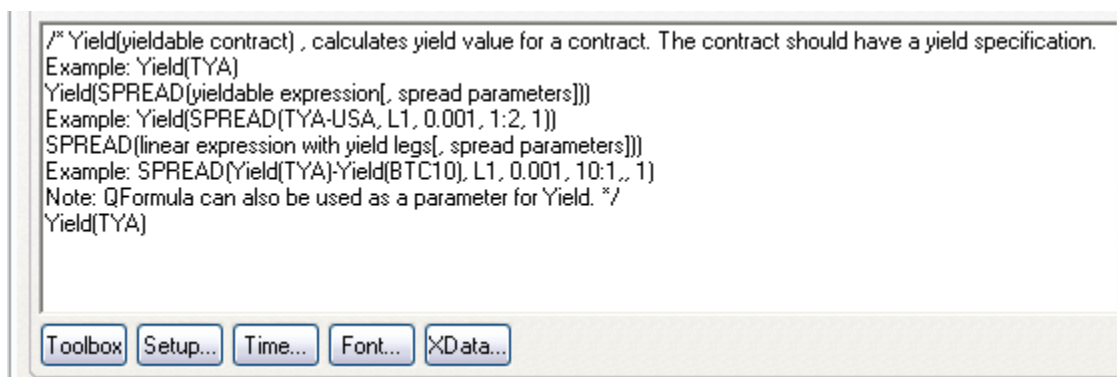 /* Yield(yieldable contract) , calculates yield value for a contract. The contract should have a yield specification.
Example: Yield(TYA)
Yield(SPREAD(yieldable expression[, spread parameters]))
Example: Yield(SPREAD(TYA-USA, L1, 0.001, 1:2, 1))
SPREAD(linear expression with yield legs[, spread parameters]))
Example: SPREAD(Yield(TYA)-Yield(BTC10), L1, 0.001, 10:1,, 1)
Note: QFormula can also be used as a parameter for Yield. */
Yield(TYA)
Toolbox Setup... Time... Font... XData...